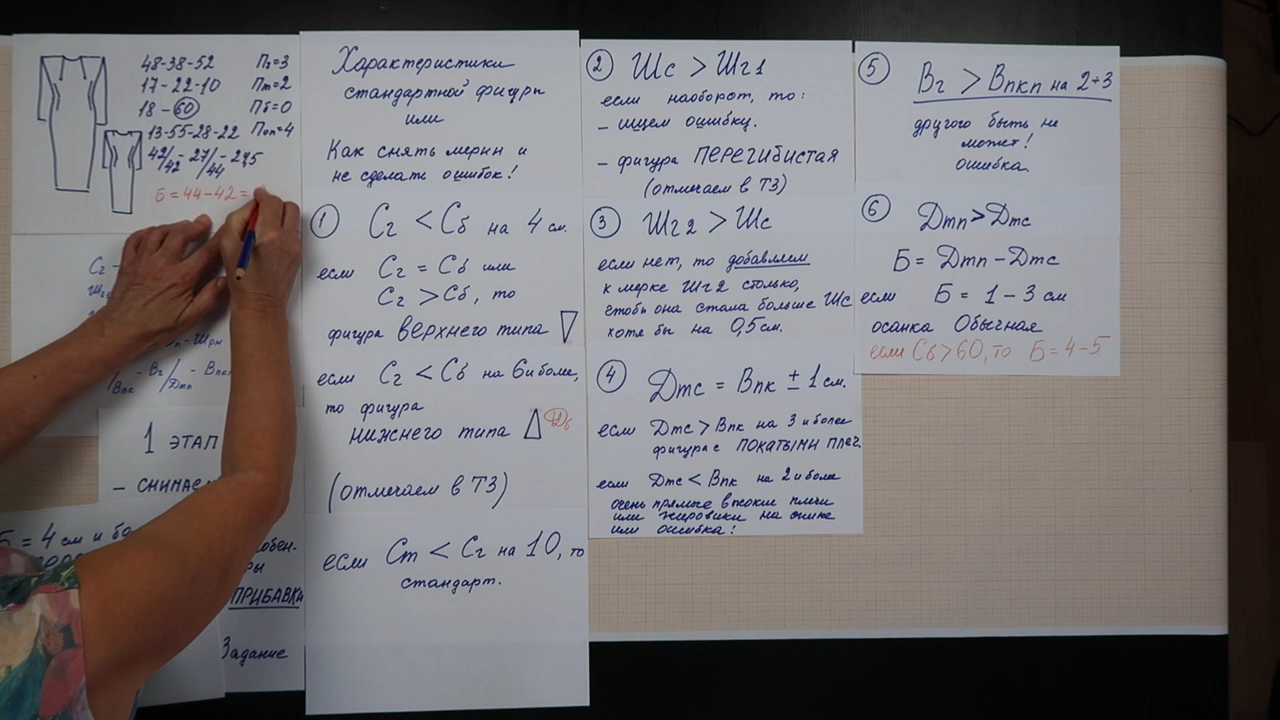 48-38-52 Пг=3
17-22-10 Пт=2
18-60 Пб=0
13-55-28-22 Поп=4
42/42 - 27/44 - 27,5
Б = 44 - 42 =
Сг
1 ЭТАП
- СНИМАЕМ
Б = 4 см и бо
ПРИБАВКИ
Задание
Характеристики
стандартной фигуры
или
Как снять мерки и
не сделать ошибок!
1 Сг < Сб на 4 см.
если Сг = Сб или
Сг > Сб, то
фигура верхнего типа
если Сг < Сб на 6 и более,
то фигура
нижнего типа
(отмечаем в ТЗ)
если Ст < Сг на 10, то
стандарт.
2 Шс > Шг1
если наоборот, то:
- ищем ошибку.
- фигура ПЕРЕГИБИСТАЯ
(отмечаем в ТЗ)
3 Шг2 > Шс
если нет, то добавляем
к мерке Шг2 столько,
чтобы она стала больше Шс
хотя бы на 0,5 см.
4 Дтс = Впк ± 1 см.
если Дтс > Впк на 3 и более
фигура с ПОКАТЫМИ ПЛЕЧ
если Дтс < Впк на 2 и более
очень прямые высокие плечи
или жировики на спине
или ошибка!
5 Вг > Впкп на 2÷3
другого быть не
может!
ошибка.
6 Дтп > Дтс
Б = Дтп - Дтс
если Б = 1 - 3 см
осанка Обычная
если Сб > 60, то Б = 4 - 5